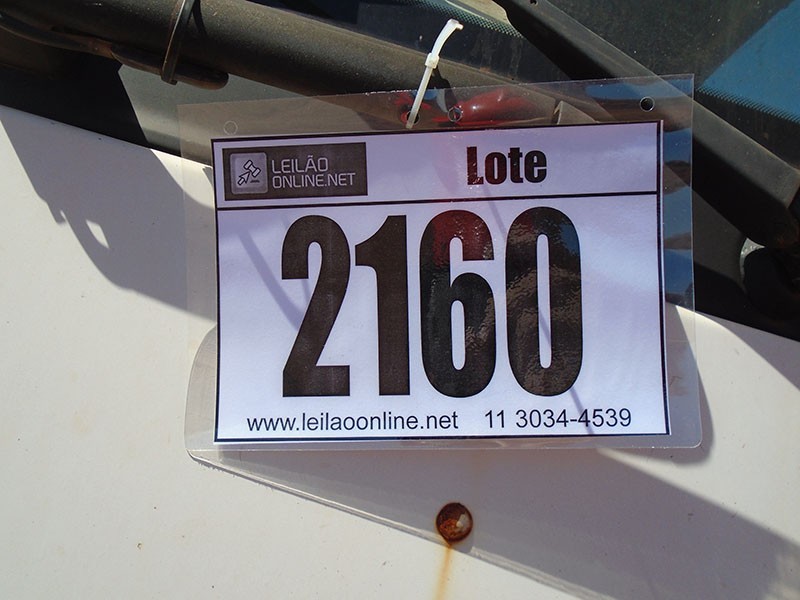 LEILÃO
ONLINE.NET
Lote
2160
www.leilaoonline.net 11 3034-4539